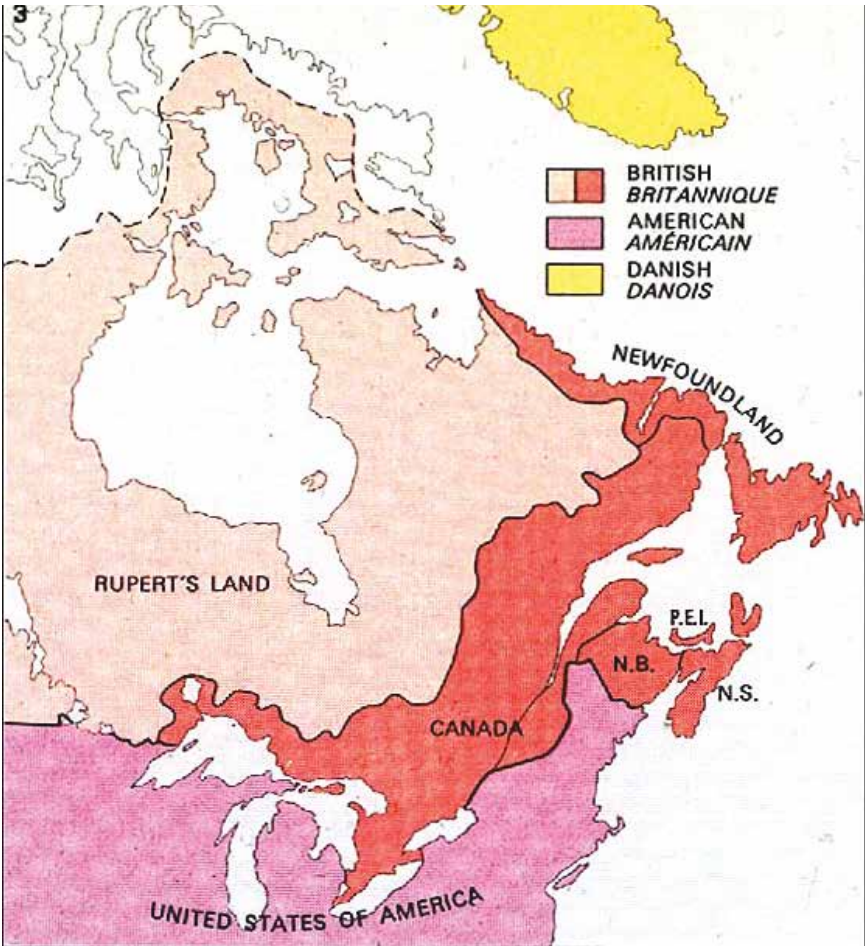 3
BRITISH
BRITANNIQUE
AMERICAN
AMÉRICAIN
DANISH
DANOIS
NEWFOUNDLAND
RUPERT'S LAND
P.E.I.
N.B.
N.S.
CANADA
UNITED STATES OF AMERICA